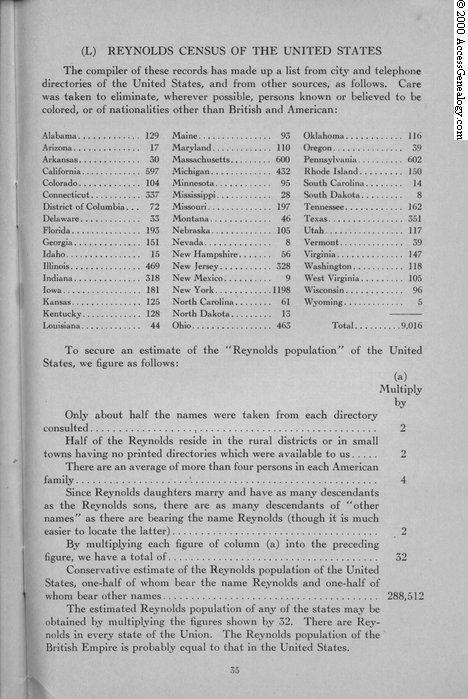 (L) REYNOLDS CENSUS OF THE UNITED STATES
The compiler of these records has made up a list from city and telephone
directories of the United States, and from other sources, as follows. Care
was taken to eliminate, wherever possible, persons known or believed to be
colored, or of nationalities other than British and American:
Alabama............. 129 Maine............... 93 Oklahoma............ 116
Arizona............. 17 Maryland............ 110 Oregon.............. 39
Arkansas............ 30 Massachusetts........ 600 Pennsylvania......... 602
California........... 597 Michigan............ 432 Rhode Island......... 150
Colorado............ 104 Minnesota........... 95 South Carolina....... 14
Connecticut.......... 337 Mississippi.......... 28 South Dakota........ 8
District of Columbia... 72 Missouri............ 197 Tennessee........... 162
Delaware............ 33 Montana............ 46 Texas............... 351
Florida............. 193 Nebraska............ 105 Utah............... 117
Georgia............. 151 Nevada............. 8 Vermont............ 39
Idaho............... 15 New Hampshire....... 56 Virginia............ 147
Illinois............. 469 New Jersey.......... 328 Washington.......... 118
Indiana............. 318 New Mexico.......... 9 West Virginia........ 105
Iowa............... 181 New York...........1198 Wisconsin........... 96
Kansas.............. 125 North Carolina....... 61 Wyoming............ 5
Kentucky............ 128 North Dakota........ 13
Louisiana............ 44 Ohio................ 463 Total..........9,016
To secure an estimate of the "Reynolds population" of the United
States, we figure as follows:
(a)
Multiply
by
Only about half the names were taken from each directory
consulted.................................................. 2
Half of the Reynolds reside in the rural districts or in small
towns having no printed directories which were available to us..... 2
There are an average of more than four persons in each American
family..................................................... 4
Since Reynolds daughters marry and have as many descendants
as the Reynolds sons, there are as many descendants of "other
names" as there are bearing the name Reynolds (though it is much
easier to locate the latter).................................... 2
By multiplying each figure of column (a) into the preceding
figure, we have a total of..................................... 32
Conservative estimate of the Reynolds population of the United
States, one-half of whom bear the name Reynolds and one-half of
whom bear other names...................................... 288,512
The estimated Reynolds population of any of the states may be
obtained by multiplying the figures shown by 32. There are Rey-
nolds in every state of the Union. The Reynolds population of the
British Empire is probably equal to that in the United States.
35
© 2000 AccessGenealogy.com